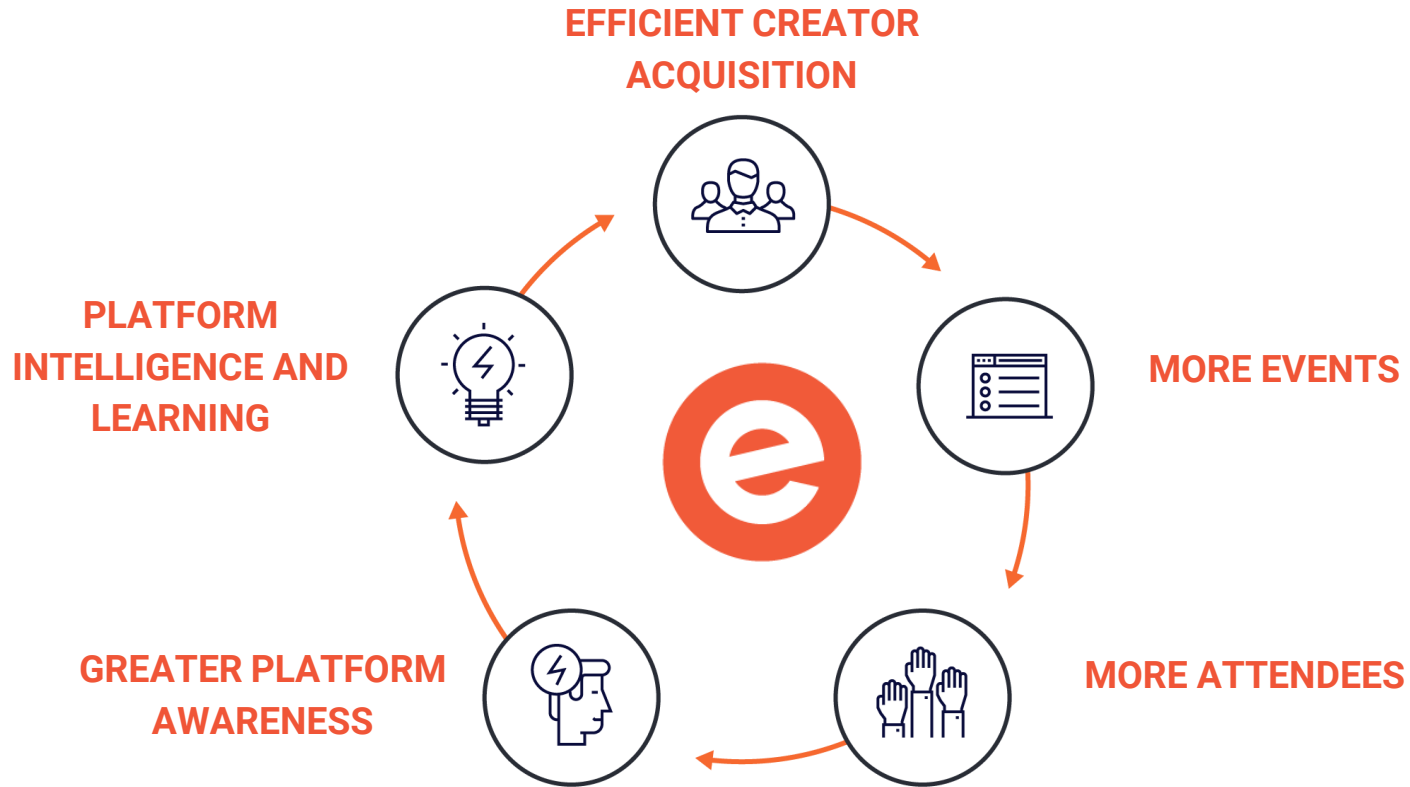 EFFICIENT CREATOR
ACQUISITION
MORE EVENTS
MORE ATTENDEES
GREATER PLATFORM
AWARENESS
PLATFORM
INTELLIGENCE AND
LEARNING
e